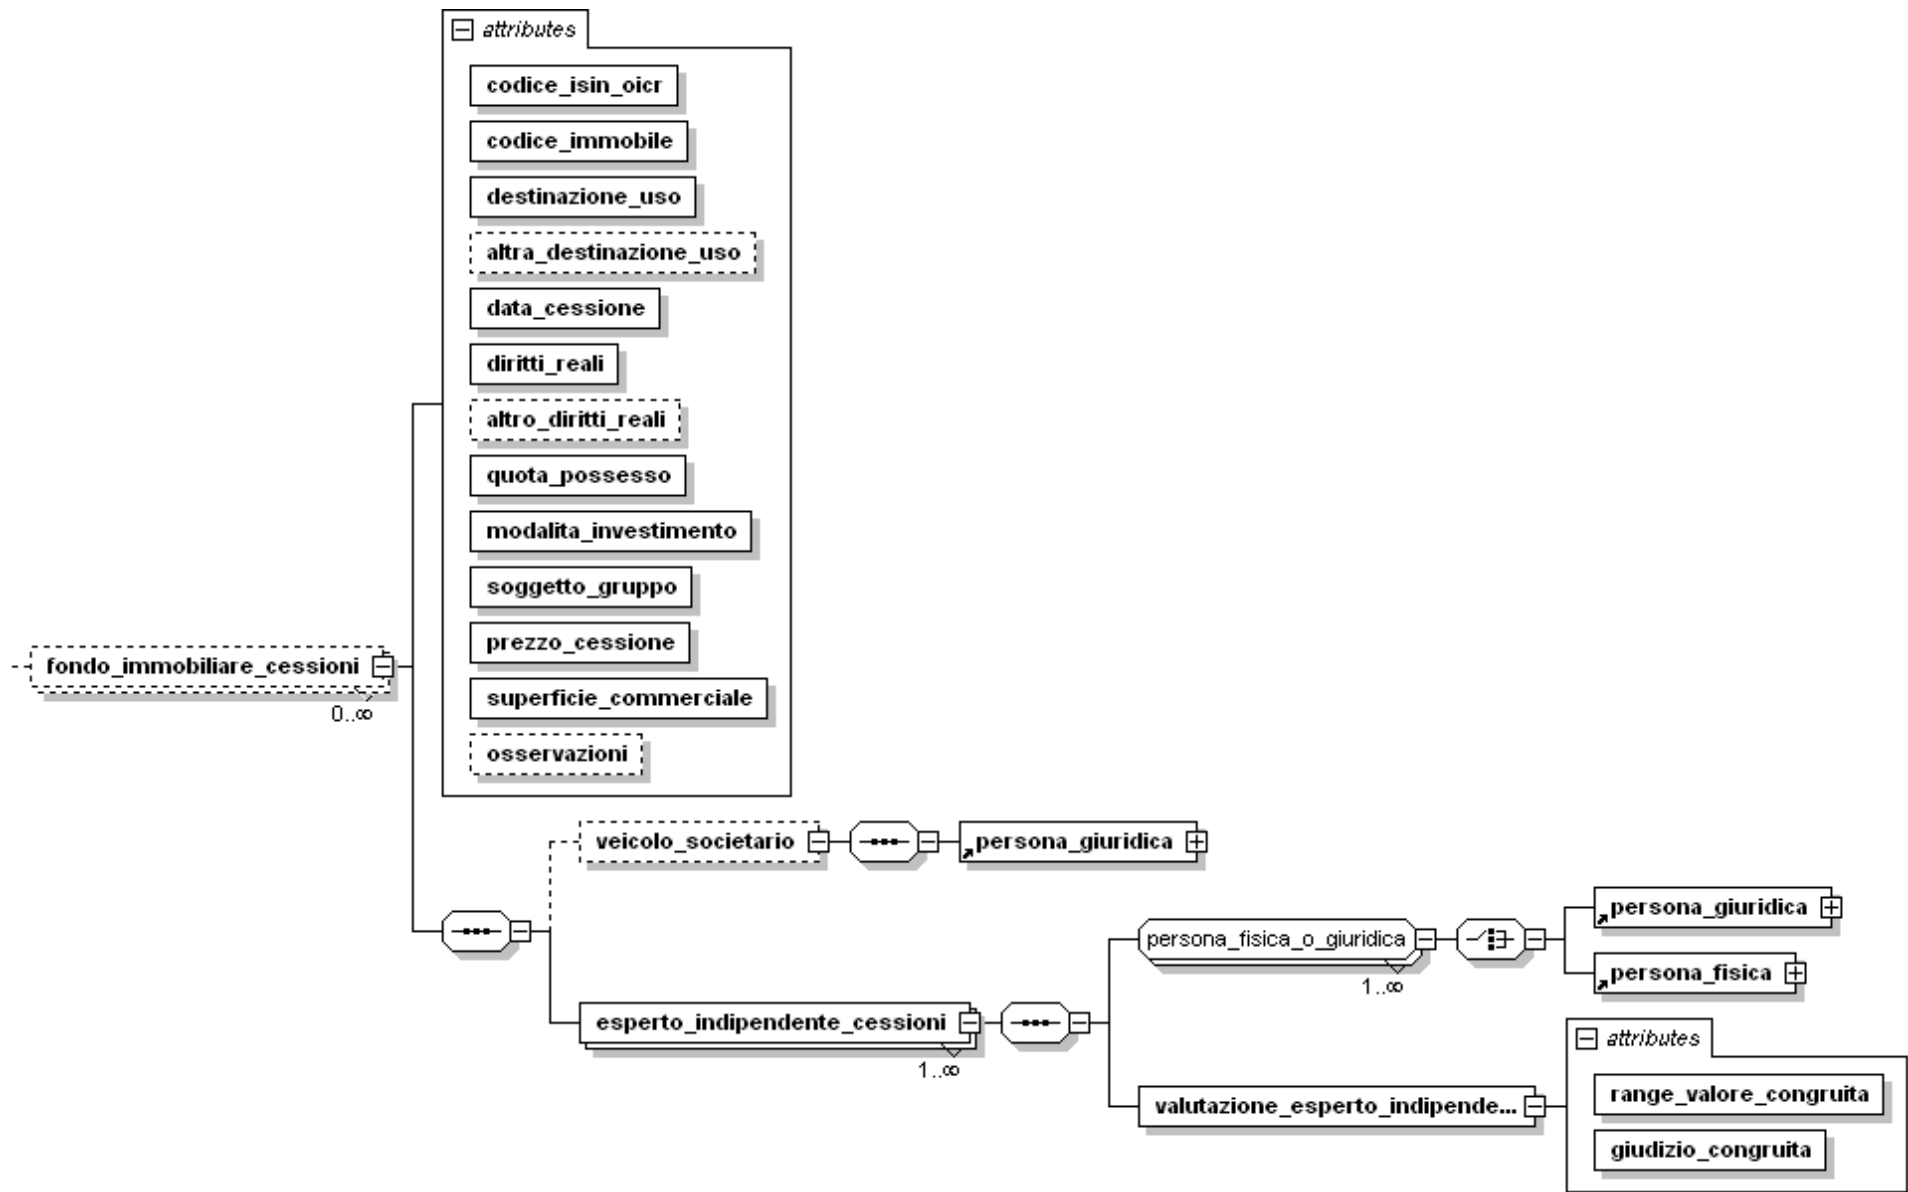 attributes
codice_isin_oicr
codice_immobile
destinazione_uso
altra_destinazione_uso
data_cessione
diritti_reali
altro_diritti_reali
quota_possesso
modalita_investimento
soggetto_gruppo
prezzo_cessione
superficie_commerciale
osservazioni
fondo_immobiliare_cessioni
0..∞
veicolo_societario
persona_giuridica
esperto_indipendente_cessioni
1..∞
persona_fisica_o_giuridica
1..∞
persona_giuridica
persona_fisica
valutazione_esperto_indipende...
attributes
range_valore_congruita
giudizio_congruita